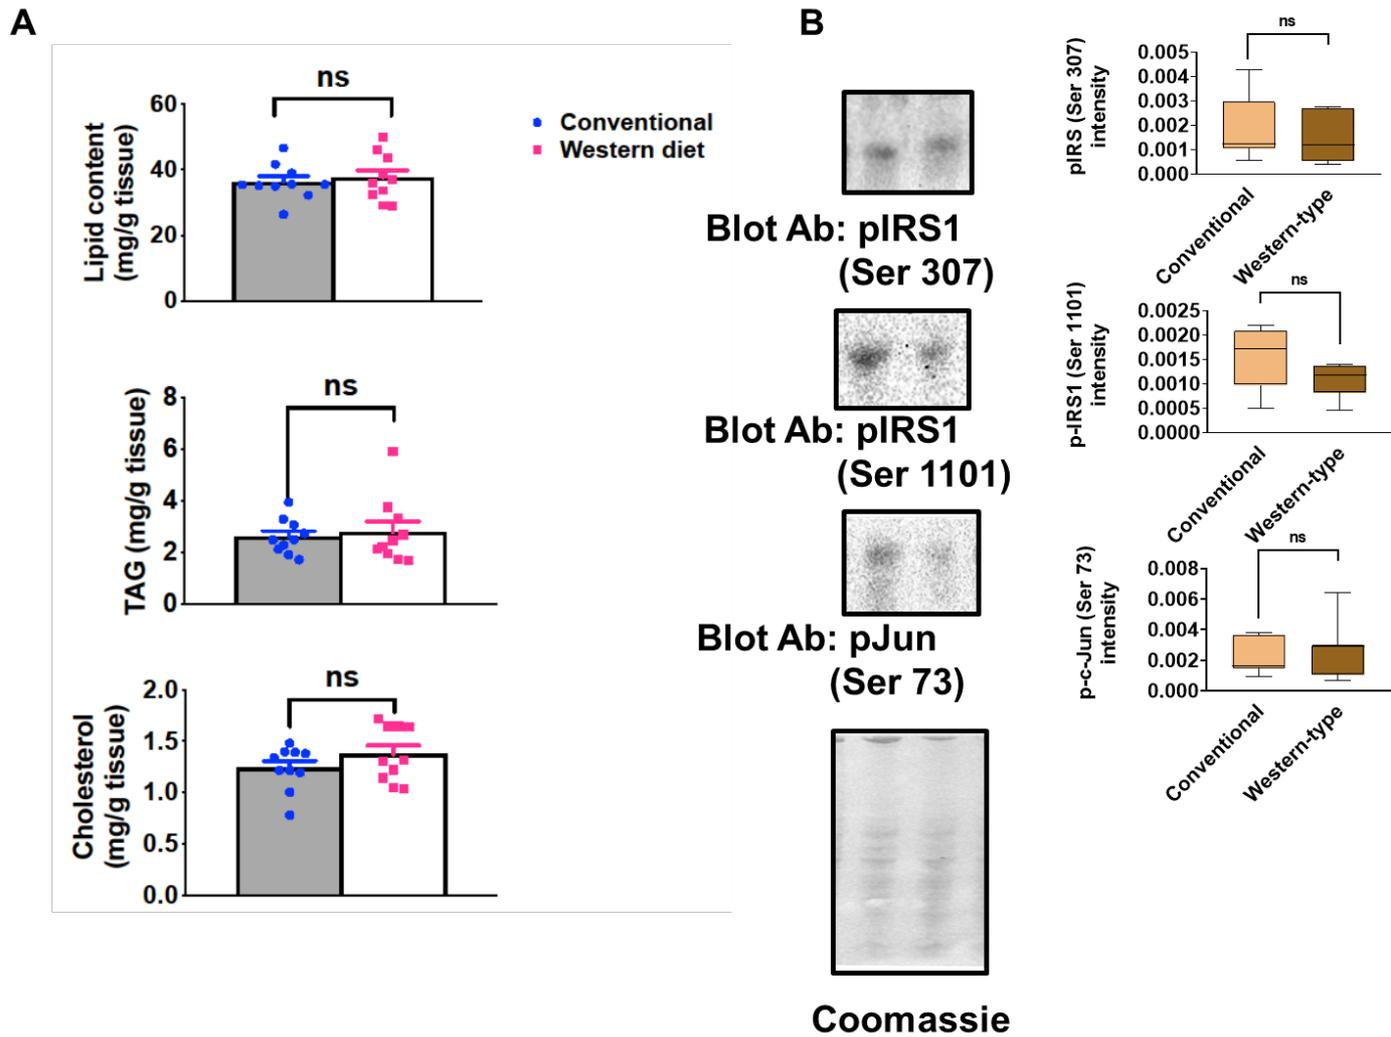 A
ns
60
40
20
0
Lipid content
(mg/g tissue)
Conventional
Western diet
ns
8
6
4
2
0
TAG (mg/g tissue)
ns
2.0
1.5
1.0
0.5
0.0
Cholesterol
(mg/g tissue)
B
Blot Ab: pIRS1
(Ser 307)
Blot Ab: pIRS1
(Ser 1101)
Blot Ab: pJun
(Ser 73)
Coomassie
ns
0.005
0.004
0.003
0.002
0.001
0.000
pIRS (Ser 307)
intensity
Conventional
Western-type
ns
0.0025
0.0020
0.0015
0.0010
0.0005
0.0000
p-IRS1 (Ser 1101)
intensity
Conventional
Western-type
ns
0.008
0.006
0.004
0.002
0.000
p-c-Jun (Ser 73)
intensity
Conventional
Western-type